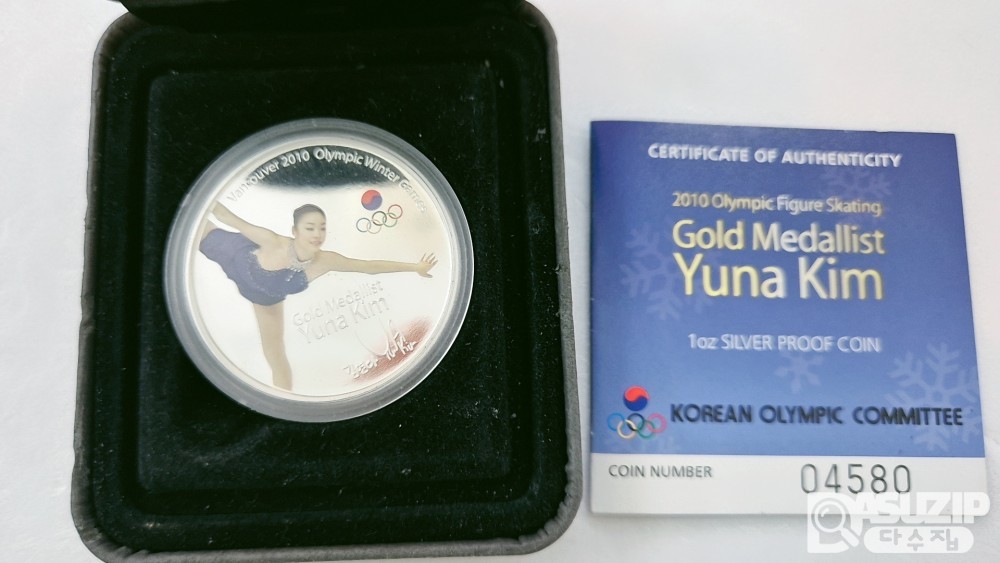 Vancouver 2010 Olympic Winter Games
Gold Medallist
Yuna Kim
CERTIFICATE OF AUTHENTICITY
2010 Olympic Figure Skating
Gold Medallist
Yuna Kim
1oz SILVER PROOF COIN
KOREAN OLYMPIC COMMITTEE
COIN NUMBER 04580
DASUZIP
다수집